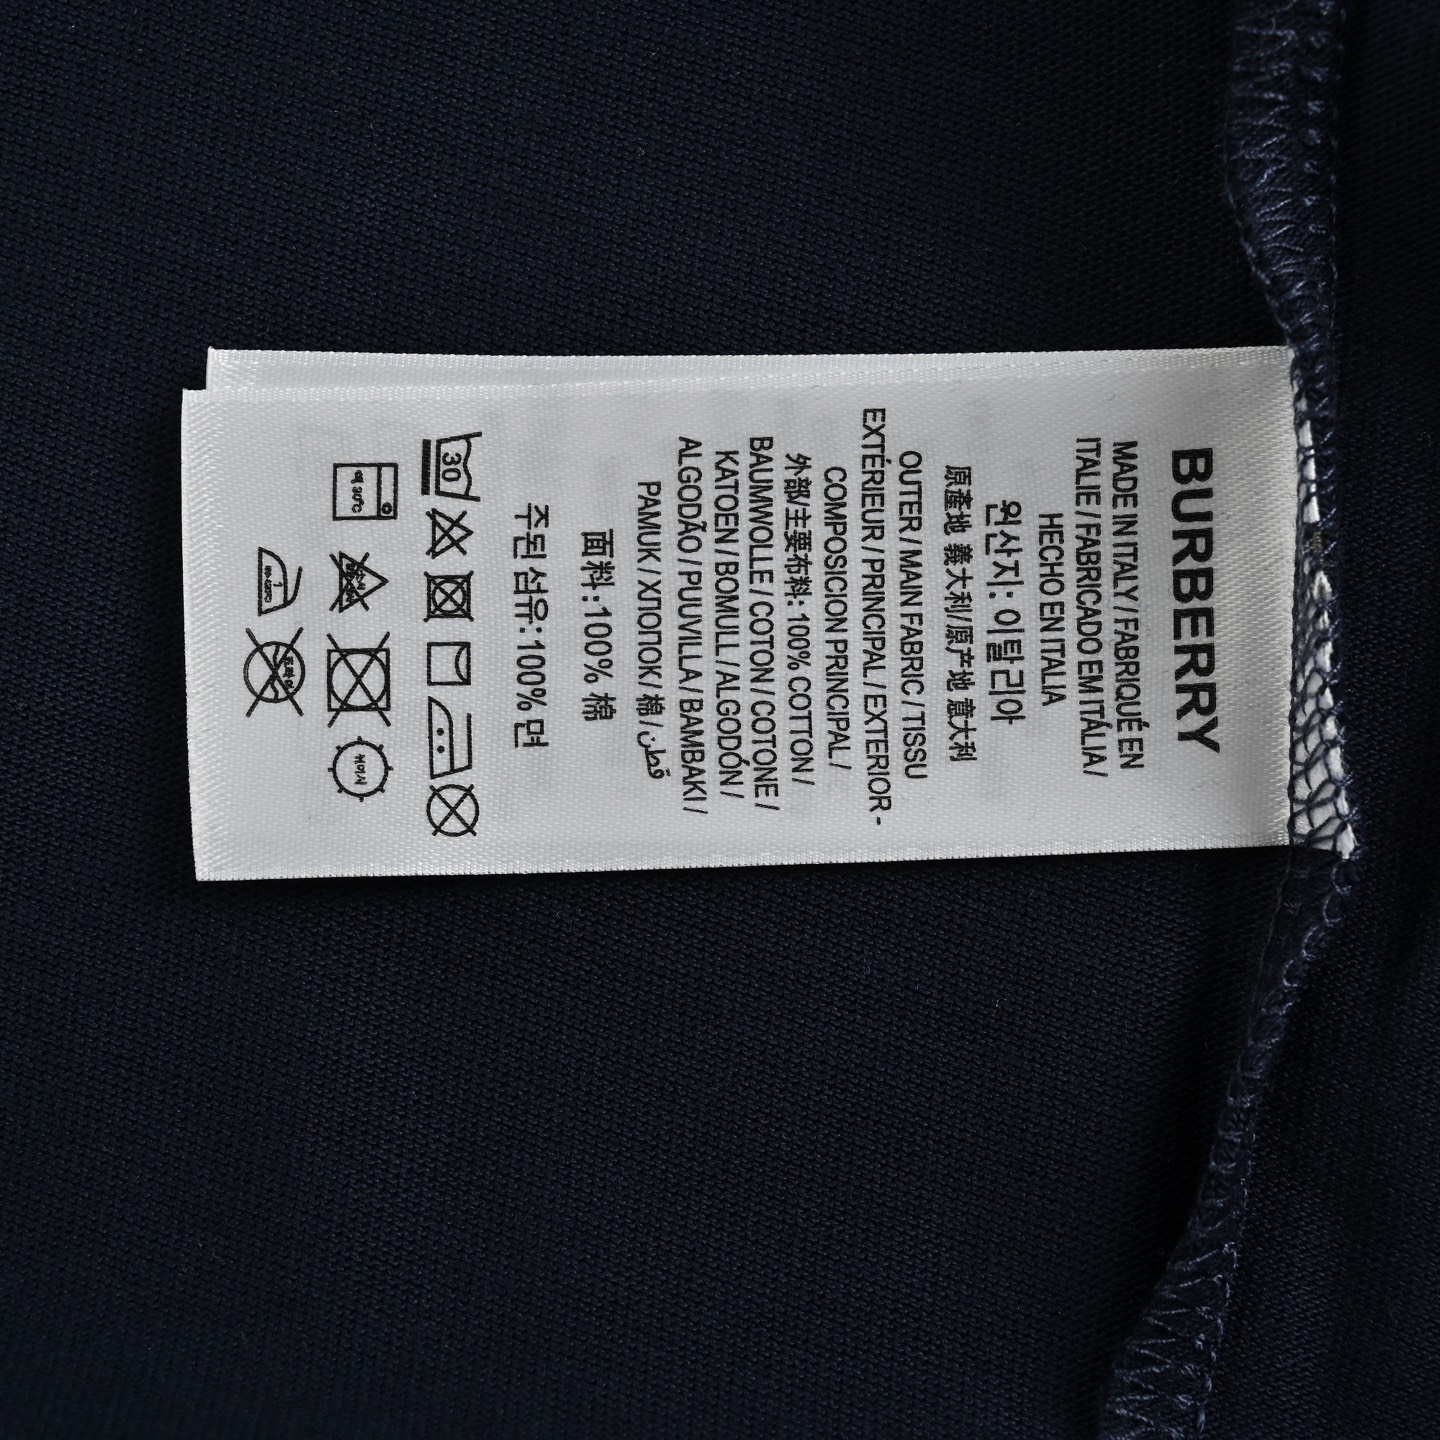 BURBERRY
MADE IN ITALY / FABRIQUÉ EN
ITALIE / FABRICADO EM ITÁLIA /
HECHO EN ITALIA
원산지: 이탈리아
原產地 義大利/原产地 意大利
OUTER / MAIN FABRIC / TISSU
EXTÉRIEUR / PRINCIPAL / EXTERIOR-
COMPOSICION PRINCIPAL /
外部/主要布料: 100% COTTON /
BAUMWOLLE / COTON / COTONE /
KATOEN / BOMULL / ALGODÓN /
ALGODÃO / PUUVILLA / BAMBAKI /
PAMUK / ХЛОПОК / 棉 / قطن
面料:100% 棉
주된 섬유:100% 면
30
약 30℃